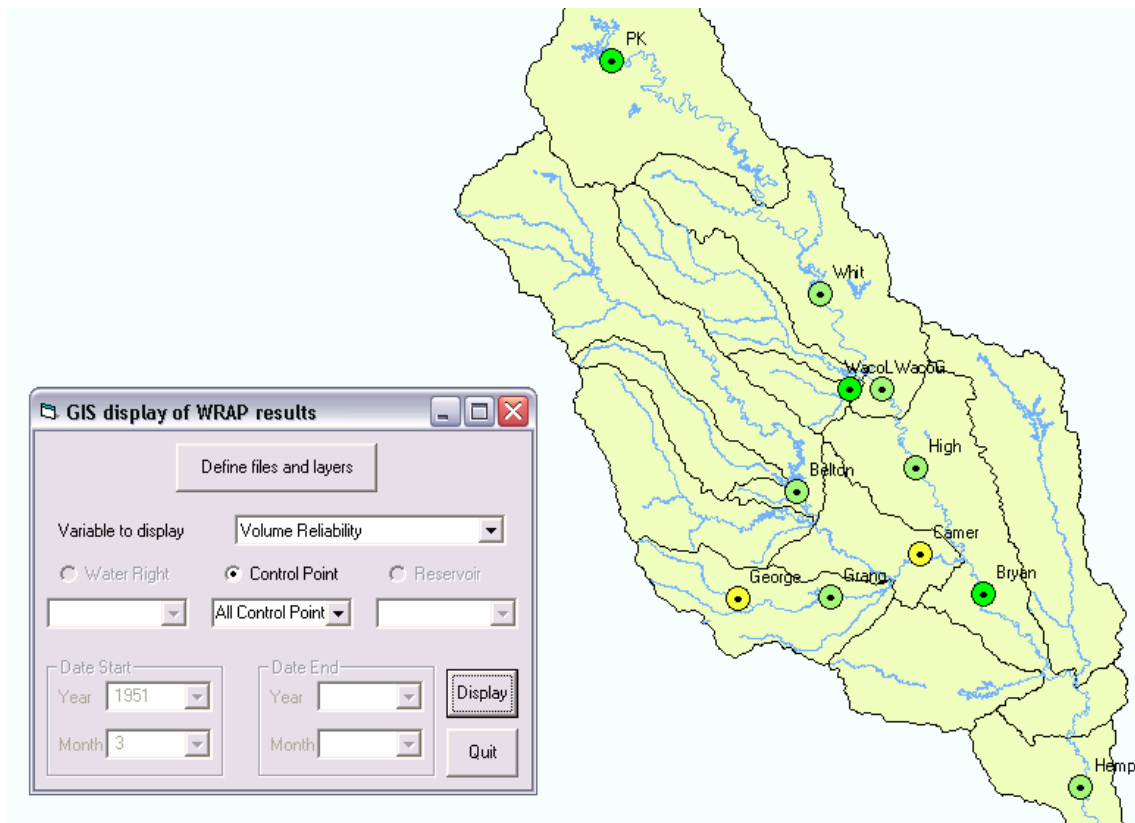 PK
Whit
WacoL WacoG
High
Belton
Camer
George
Grang
Bryan
Hemp
GIS display of WRAP results
Define files and layers
Variable to display Volume Reliability
Water Right Control Point Reservoir
All Control Point
Date Start Date End
Year 1951 Year
Display
Month 3 Month
Quit